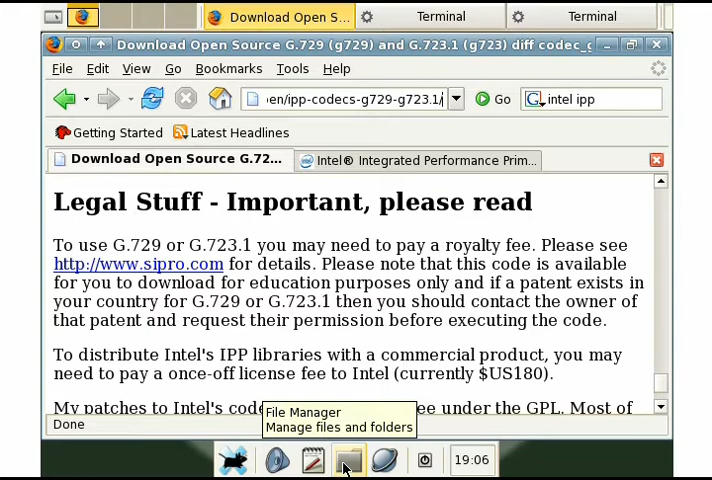 Download Open S...
Terminal
Terminal
Download Open Source G.729 (g729) and G.723.1 (g723) diff codec_g
File Edit View Go Bookmarks Tools Help
en/ipp-codecs-g729-g723.1/
Go
intel ipp
Getting Started
Latest Headlines
Download Open Source G.72...
Intel® Integrated Performance Prim...
Legal Stuff - Important, please read
To use G.729 or G.723.1 you may need to pay a royalty fee. Please see
http://www.sipro.com for details. Please note that this code is available
for you to download for education purposes only and if a patent exists in
your country for G.729 or G.723.1 then you should contact the owner of
that patent and request their permission before executing the code.
To distribute Intel's IPP libraries with a commercial product, you may
need to pay a once-off license fee to Intel (currently $US180).
My patches to Intel's code ee under the GPL. Most of
File Manager
Manage files and folders
Done
19:06